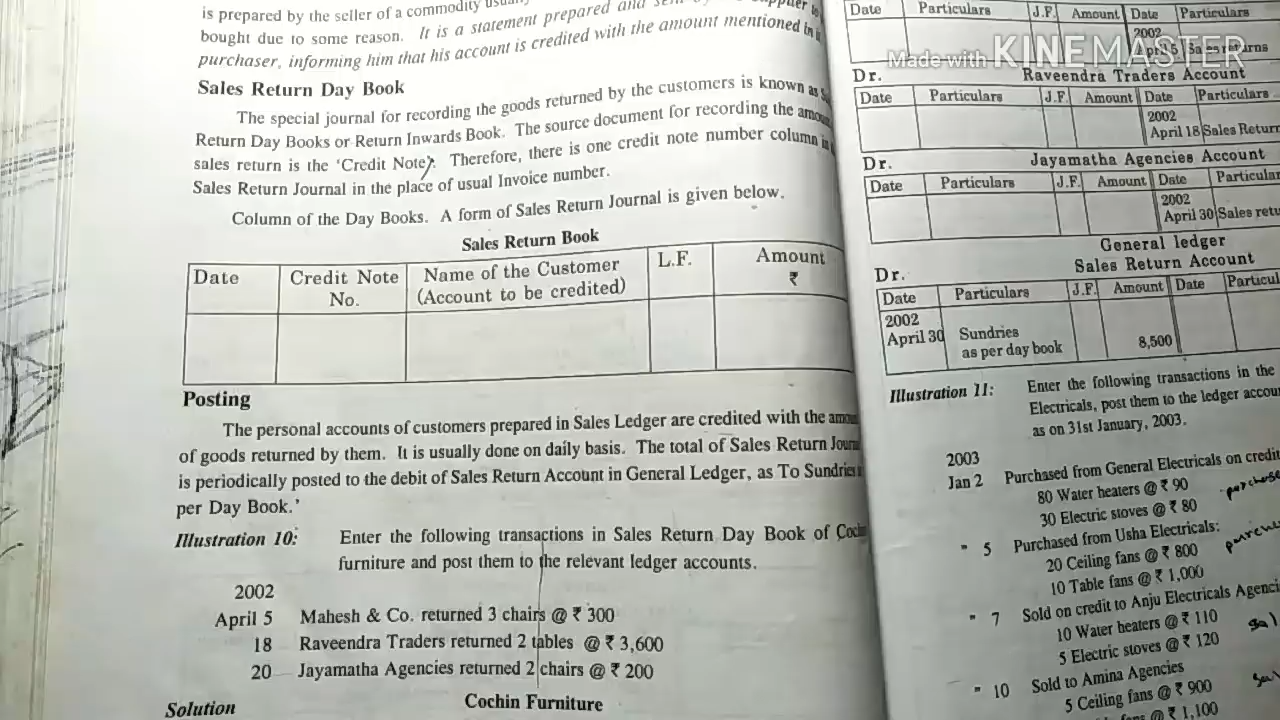 is prepared by the seller of a commodity
bought due to some reason. It is a statement prepared and
purchaser, informing him that his account is credited with the amount mentioned in
Sales Return Day Book
The special journal for recording the goods returned by the customers is known as
Return Day Books or Return Inwards Book. The source document for recording the
sales return is the 'Credit Note'. Therefore, there is one credit note number column in
Sales Return Journal in the place of usual Invoice number.
Column of the Day Books. A form of Sales Return Journal is given below.
Sales Return Book
Date Credit Note Name of the Customer L.F. Amount
No. (Account to be credited) ₹
Posting
The personal accounts of customers prepared in Sales Ledger are credited with the
of goods returned by them. It is usually done on daily basis. The total of Sales Return
is periodically posted to the debit of Sales Return Account in General Ledger, as To Sundries
per Day Book.'
Illustration 10: Enter the following transactions in Sales Return Day Book of
furniture and post them to the relevant ledger accounts.
2002
April 5 Mahesh & Co. returned 3 chairs @ ₹ 300
18 Raveendra Traders returned 2 tables @ ₹ 3,600
20 Jayamatha Agencies returned 2 chairs @ ₹ 200
Solution Cochin Furniture
Date Particulars J.F. Amount Date Particulars
2002
April 5 Sales returns
Made with KINEMASTER
Dr. Raveendra Traders Account
Date Particulars J.F. Amount Date Particulars
2002
April 18 Sales Return
Dr. Jayamatha Agencies Account
Date Particulars J.F. Amount Date
2002
April 30 Sales
General ledger
Dr. Sales Return Account
Date Particulars J.F. Amount Date
2002
April 30 Sundries
as per day book 8,500
Illustration 11: Enter the following transactions in the
Electricals, post them to the ledger
as on 31st January, 2003.
2003
Jan 2 Purchased from General Electricals on credit
80 Water heaters @ ₹ 90
30 Electric stoves @ ₹ 80
" 5 Purchased from Usha Electricals:
20 Ceiling fans @ ₹ 800
10 Table fans @ ₹ 1,000
" 7 Sold on credit to Anju Electricals
10 Water heaters @ ₹ 110
5 Electric stoves @ ₹ 120
" 10 Sold to Amina Agencies
5 Ceiling fans @ ₹ 900
fans @ ₹ 1,100